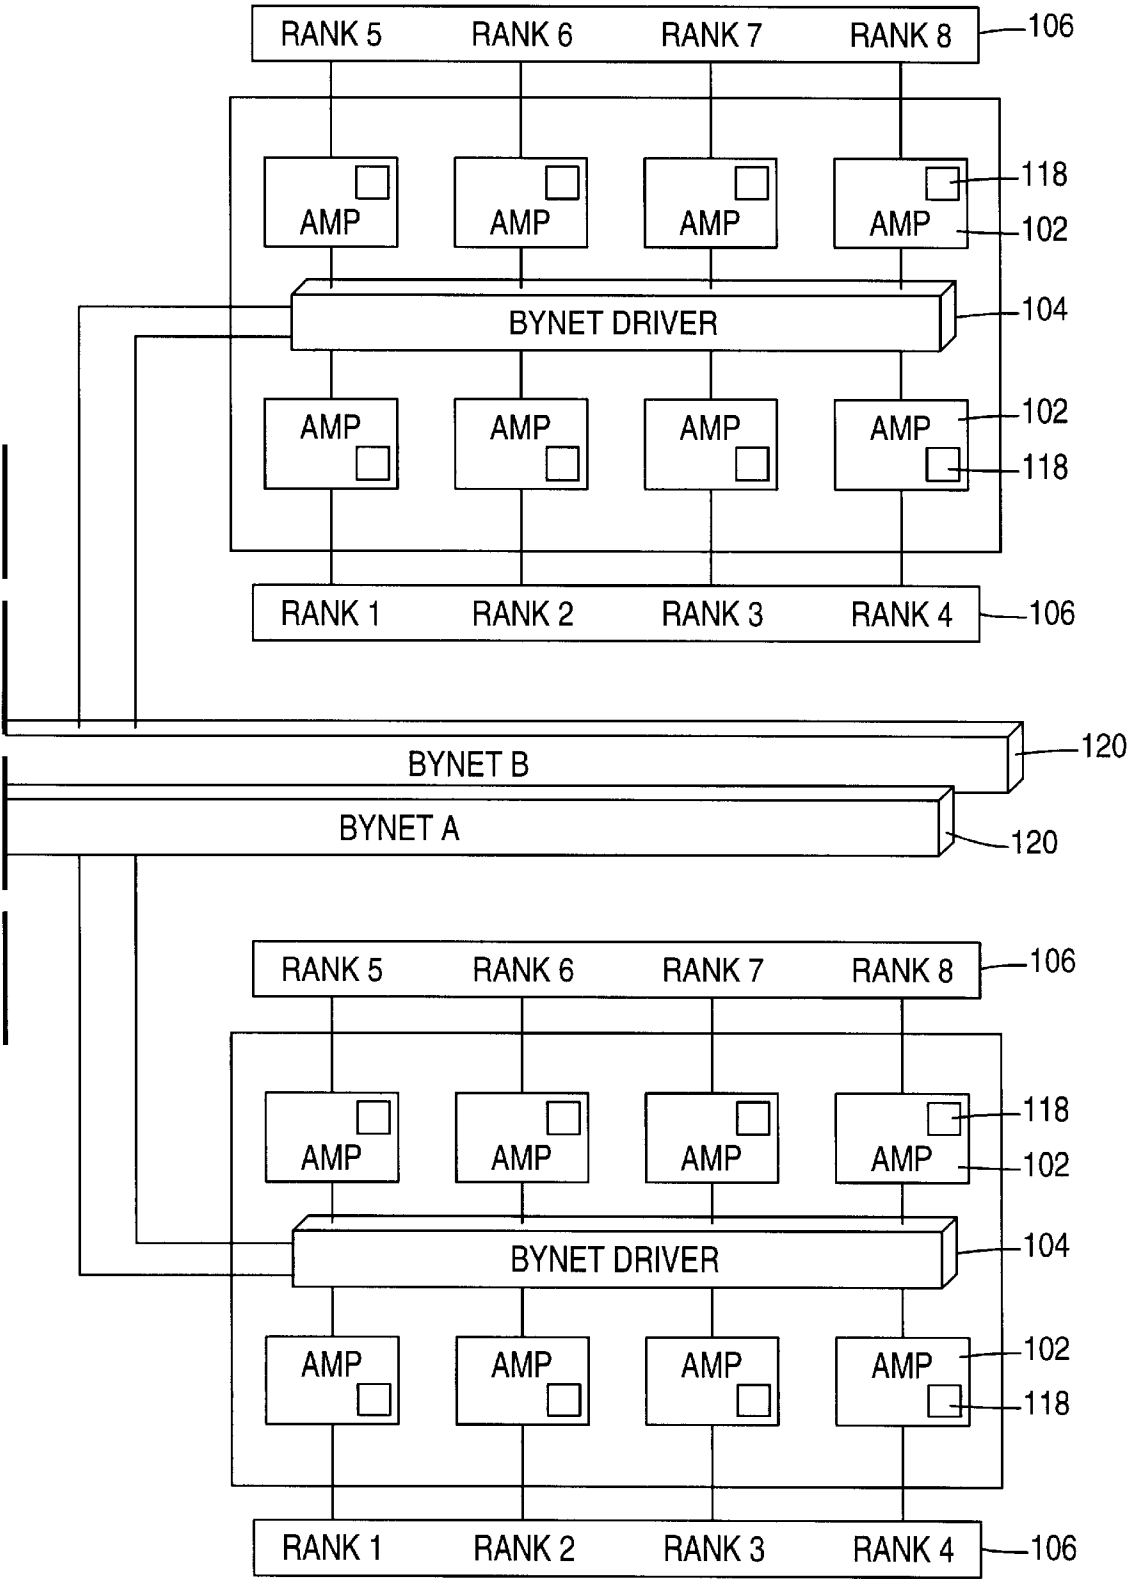 RANK 5 RANK 6 RANK 7 RANK 8 106
118
AMP AMP AMP AMP 102
BYNET DRIVER 104
AMP AMP AMP AMP 102
118
RANK 1 RANK 2 RANK 3 RANK 4 106
BYNET B 120
BYNET A 120
RANK 5 RANK 6 RANK 7 RANK 8 106
118
AMP AMP AMP AMP 102
BYNET DRIVER 104
AMP AMP AMP AMP 102
118
RANK 1 RANK 2 RANK 3 RANK 4 106